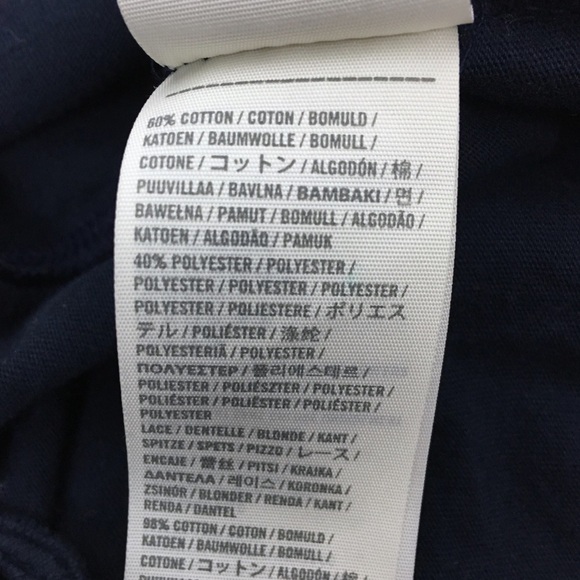 60% COTTON / COTON / BOMULD /
KATOEN / BAUMWOLLE / BOMULL /
COTONE / コットン / ALGODÓN / 棉 /
PUUVILLAA / BAVLNA / BAMBAKI / 면 /
BAWEŁNA / PAMUT / BOMULL / ALGODÃO /
KATOEN / ALGODÃO / PAMUK
40% POLYESTER / POLYESTER /
POLYESTER / POLYESTER / POLYESTER /
POLYESTER / POLIESTERE / ポリエス
テル / POLIÉSTER / 涤纶 /
POLYESTERIÄ / POLYESTER /
ΠΟΛΥΕΣΤΕΡ / 폴리에스테르 /
POLIESTER / POLIÉSZTER / POLYESTER /
POLIÉSTER / POLIÉSTER / POLYESTER /
POLYESTER
LACE / DENTELLE / BLONDE / KANT /
SPITZE / SPETS / PIZZO / レース /
ENCAJE / 蕾丝 / PITSI / KRAJKA /
ΔΑΝΤΕΛΑ / 레이스 / KORONKA /
ZSINÓR / BLONDER / RENDA / KANT /
RENDA / DANTEL
98% COTTON / COTON / BOMULD /
KATOEN / BAUMWOLLE / BOMULL /
COTONE / コットン / ALGODÓN / 棉 /